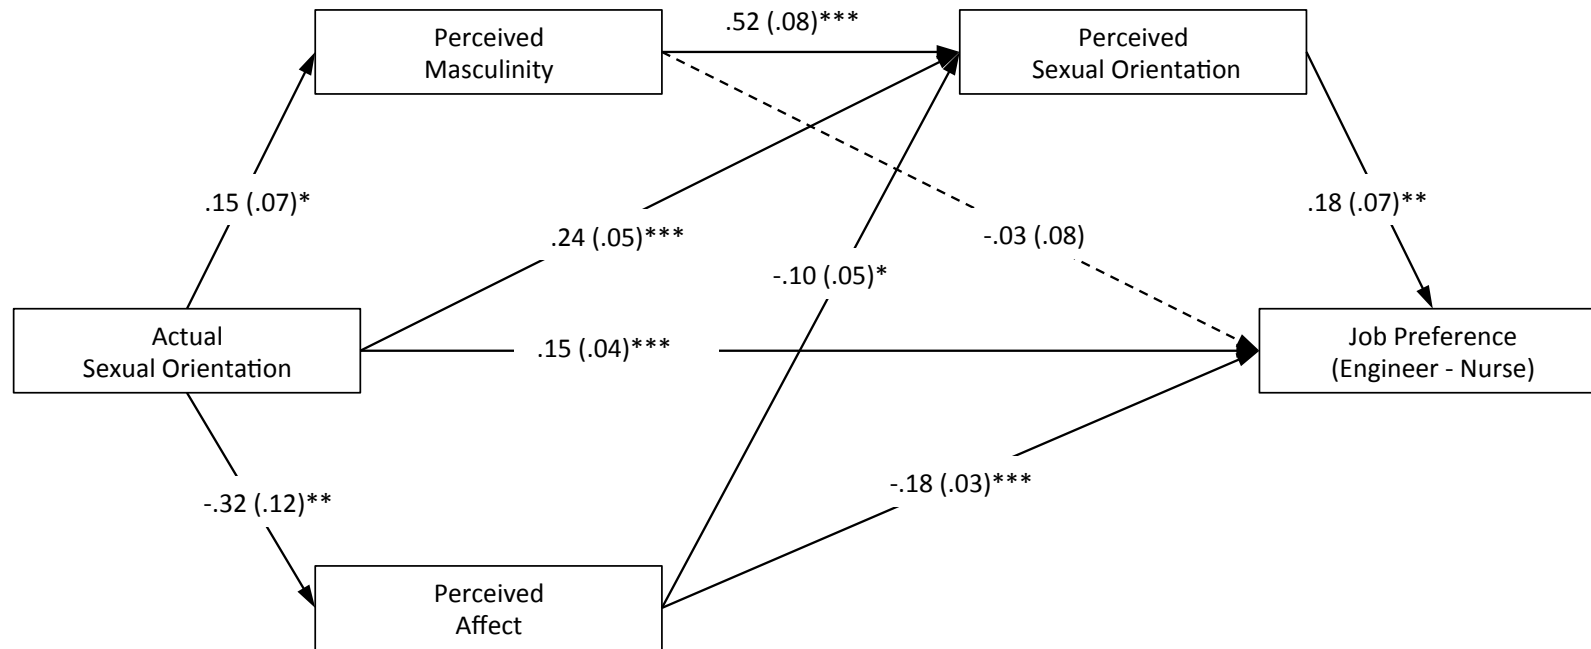 Perceived
Masculinity
.52 (.08)***
Perceived
Sexual Orientation
.15 (.07)*
.18 (.07)**
.24 (.05)***
-.03 (.08)
-.10 (.05)*
Actual
Sexual Orientation
.15 (.04)***
Job Preference
(Engineer - Nurse)
-.32 (.12)**
-.18 (.03)***
Perceived
Affect